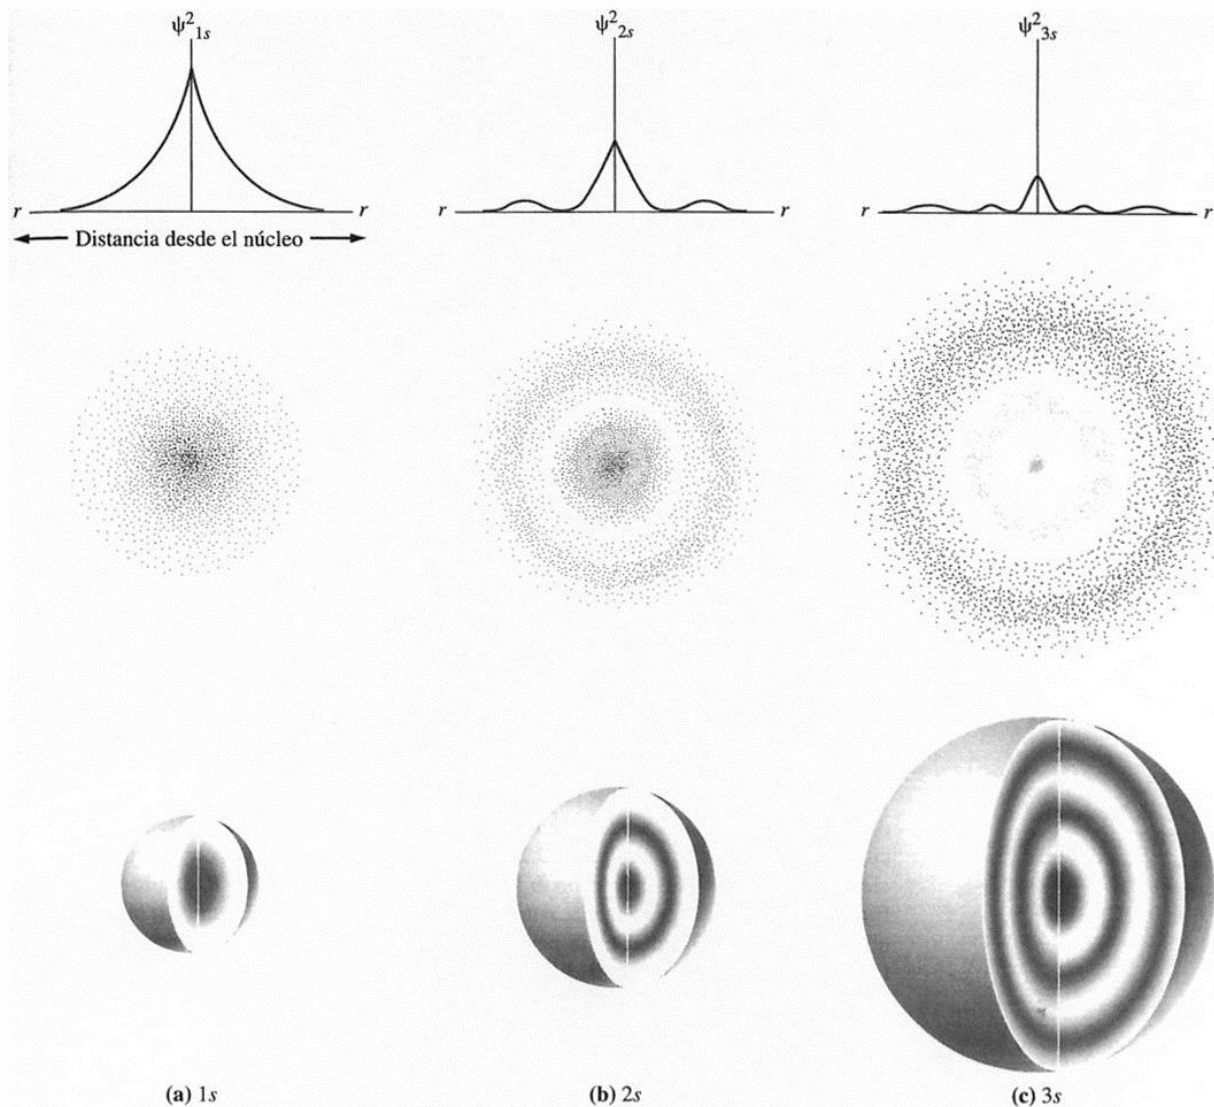 ψ²1s ψ²2s ψ²3s
r r r r r r
Distancia desde el núcleo
(a) 1s (b) 2s (c) 3s